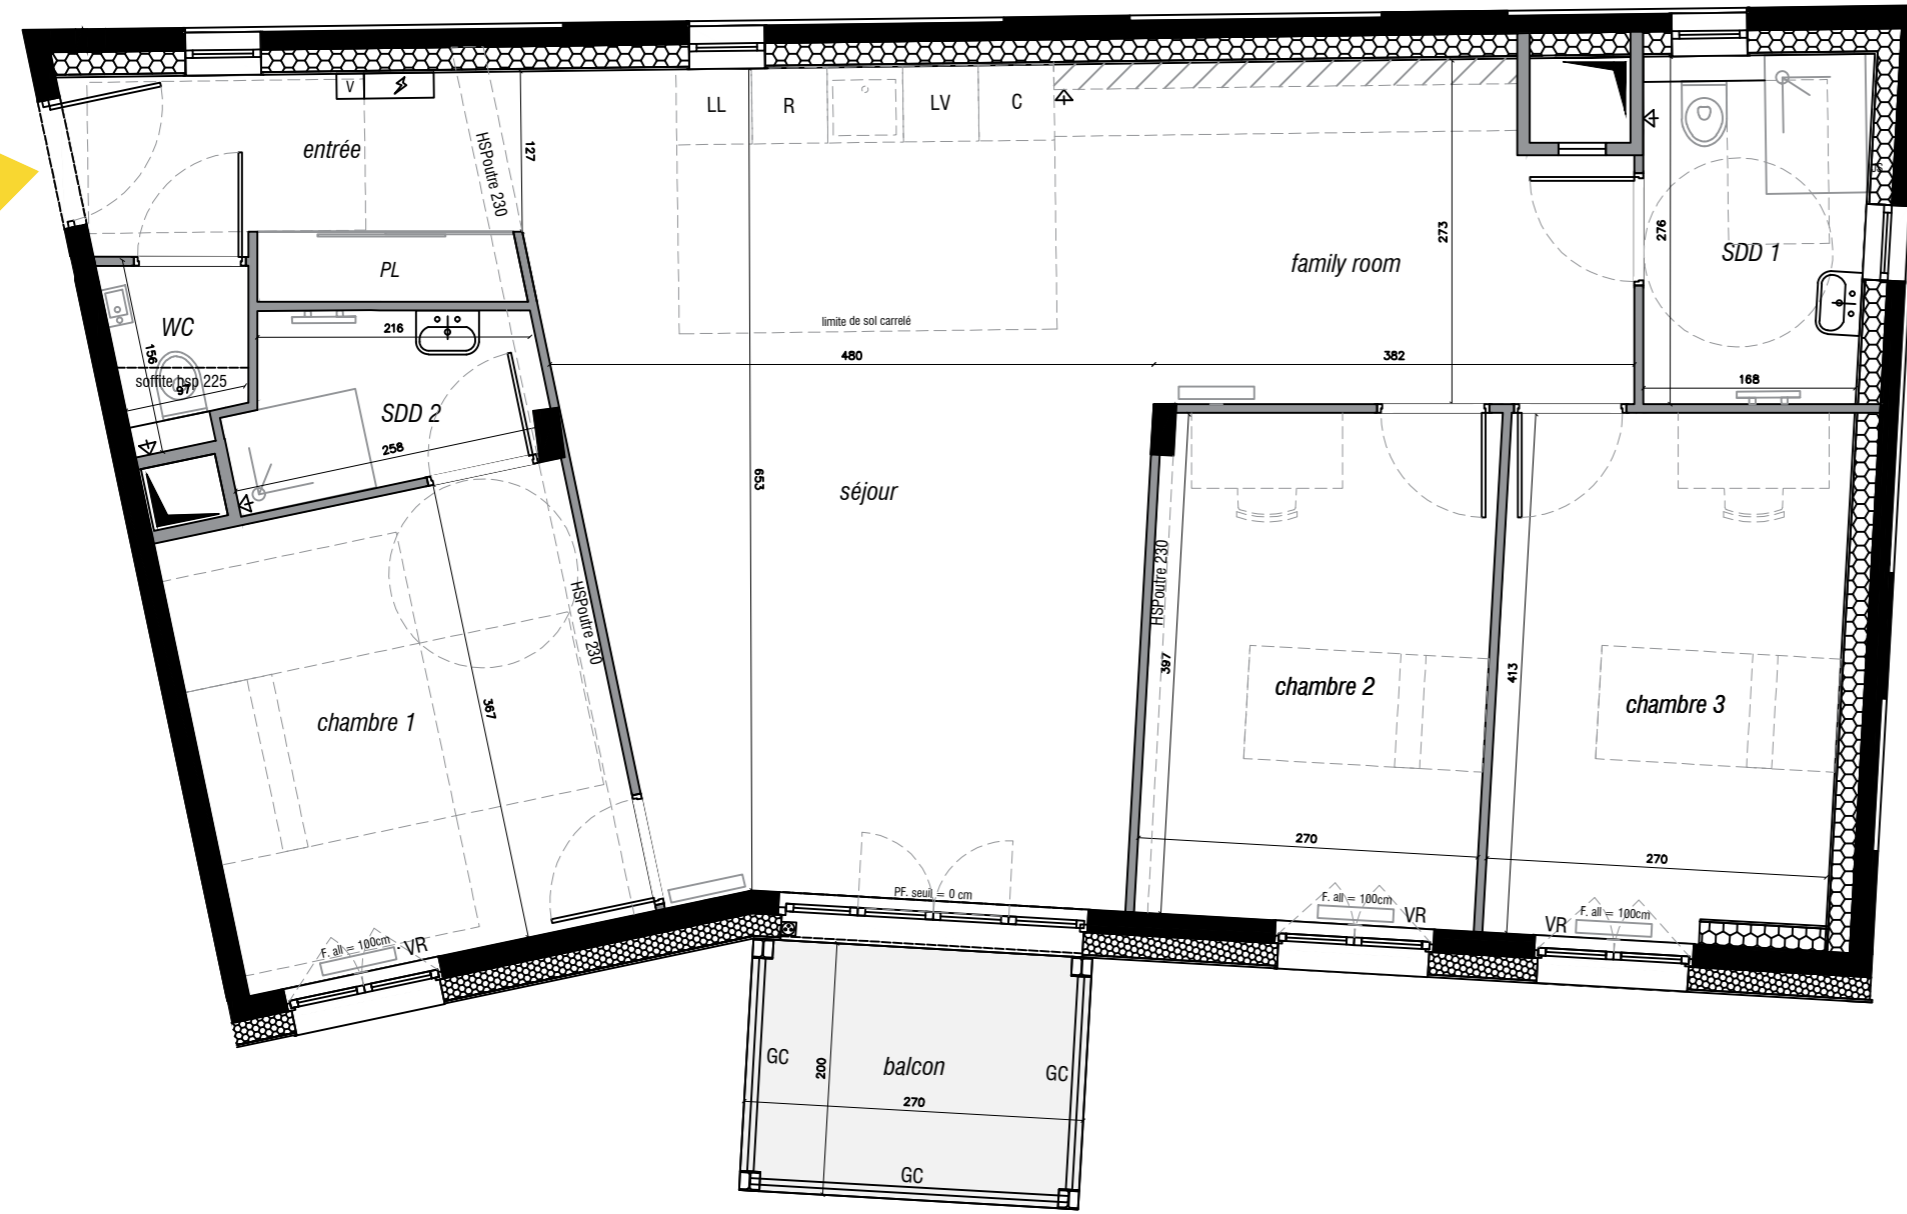 V
entrée
HSPoutre 230
127
LL
R
LV
C
family room
273
276
SDD 1
168
PL
WC
156
soffite hsp 225
97
216
SDD 2
258
limite de sol carrelé
480
382
653
séjour
HSPoutre 230
HSPoutre 230
397
413
chambre 1
367
chambre 2
chambre 3
270
270
F. all = 100cm
VR
PF. seuil = 0 cm
F. all = 100cm
VR
VR
F. all = 100cm
GC
200
balcon
270
GC
GC